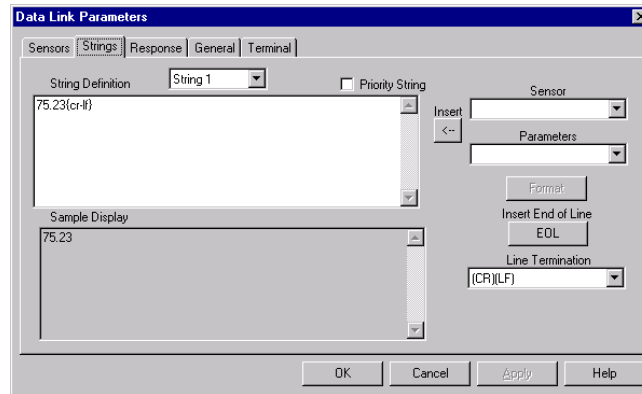 Data Link Parameters
Sensors Strings Response General Terminal
String Definition String 1 Priority String
75.23{cr-lf}
Insert
<--
Sensor
Parameters
Format
Insert End of Line
EOL
Line Termination
(CR)(LF)
Sample Display
75.23
OK Cancel Apply Help